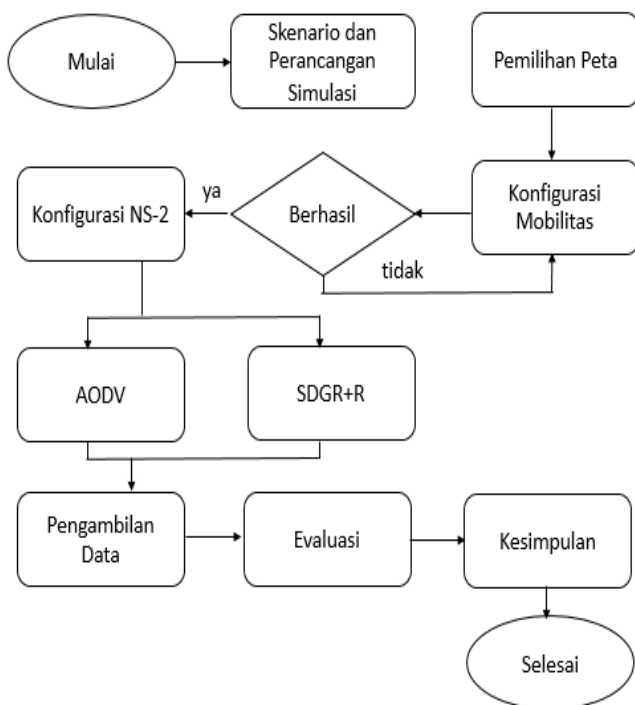 Mulai
Skenario dan
Perancangan
Simulasi
Pemilihan Peta
Konfigurasi NS-2
ya
Berhasil
Konfigurasi
Mobilitas
tidak
AODV
SDGR+R
Pengambilan
Data
Evaluasi
Kesimpulan
Selesai